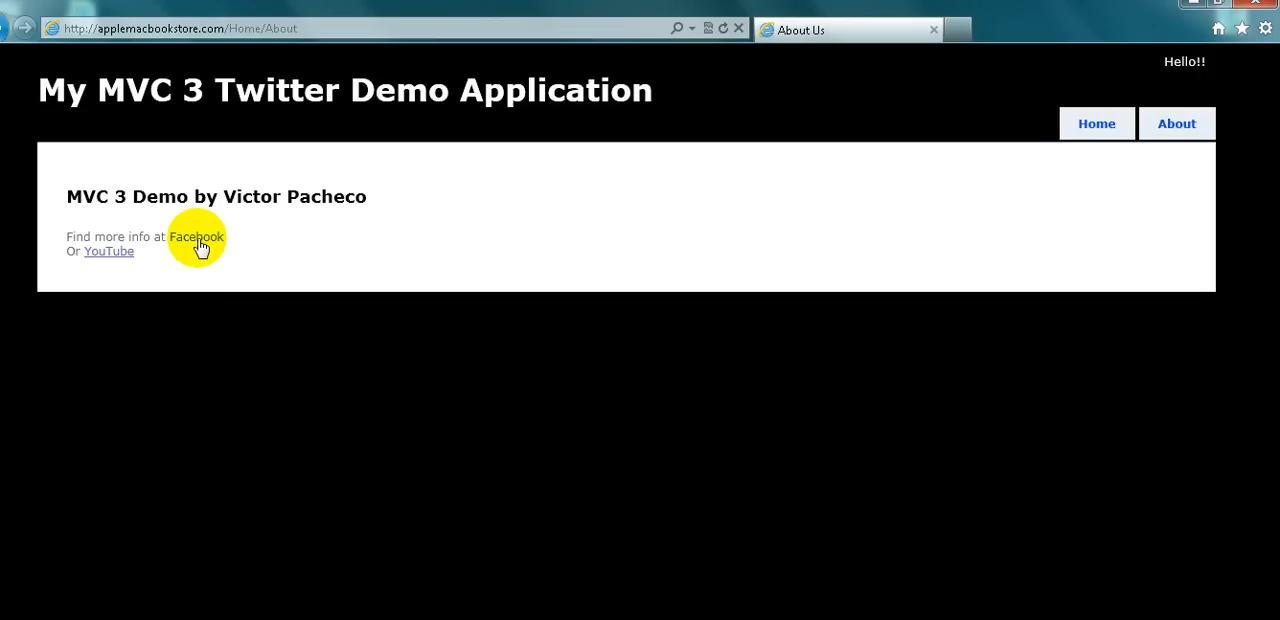 http://applemacbookstore.com/Home/About
About Us
Hello!!
My MVC 3 Twitter Demo Application
Home
About
MVC 3 Demo by Victor Pacheco
Find more info at Facebook
Or YouTube